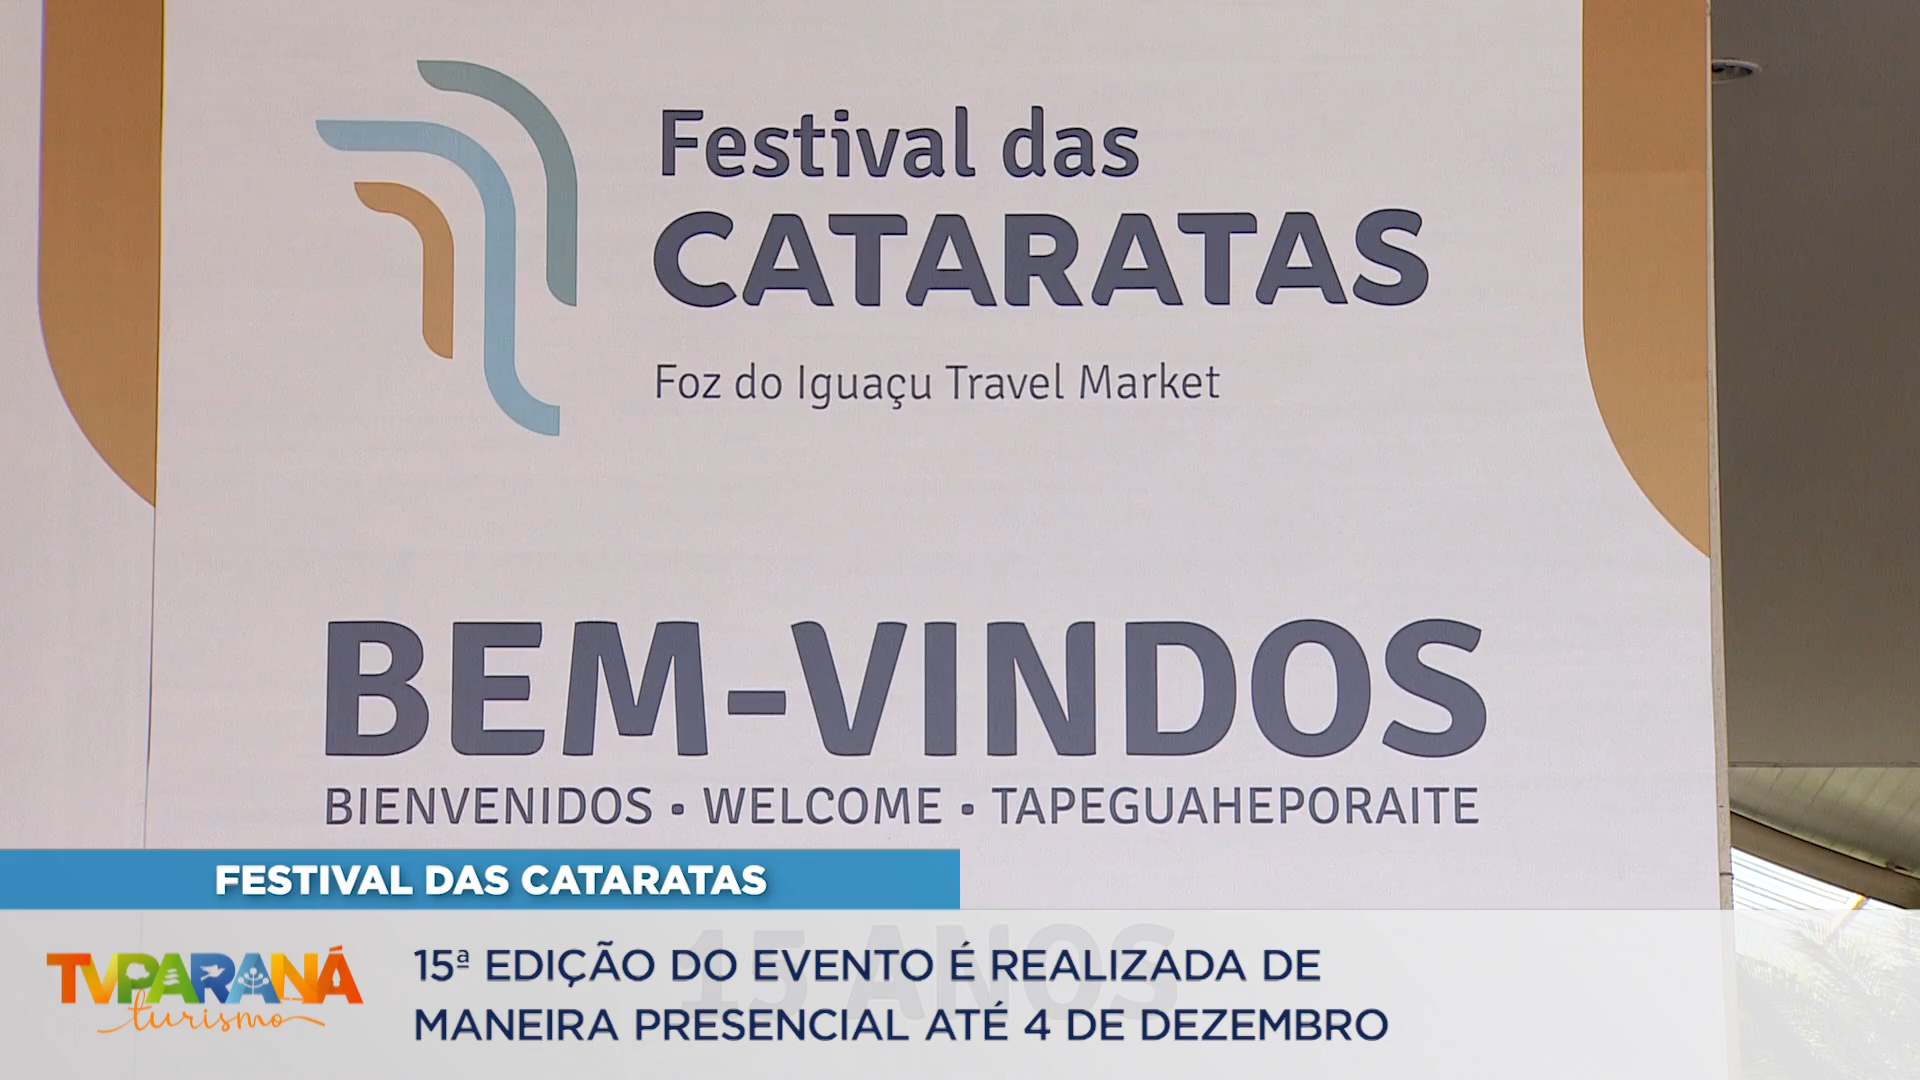 Festival das
CATARATAS
Foz do Iguaçu Travel Market
BEM-VINDOS
BIENVENIDOS • WELCOME • TAPEGUAHEPORAITE
FESTIVAL DAS CATARATAS
15 ANOS
TVPARANÁ
turismo
15ª EDIÇÃO DO EVENTO É REALIZADA DE
MANEIRA PRESENCIAL ATÉ 4 DE DEZEMBRO